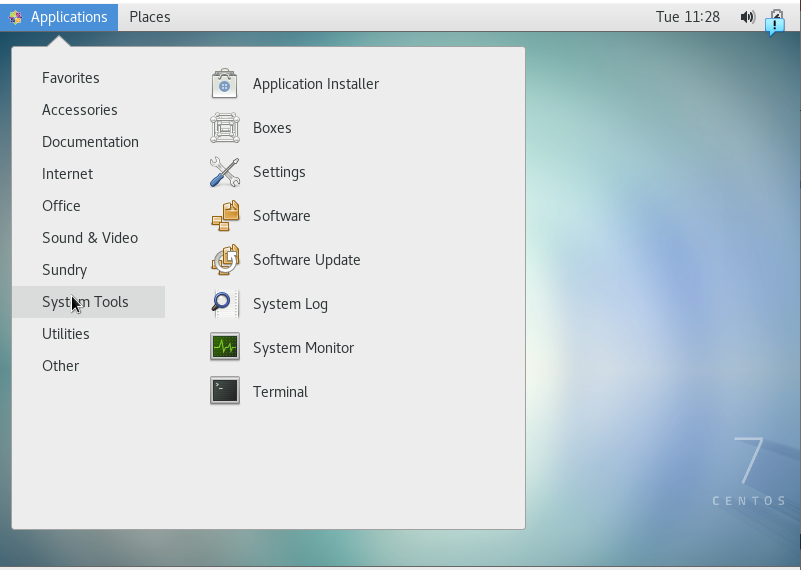 Applications Places Tue 11:28
Favorites
Accessories
Documentation
Internet
Office
Sound & Video
Sundry
System Tools
Utilities
Other
Application Installer
Boxes
Settings
Software
Software Update
System Log
System Monitor
Terminal
7
CENTOS